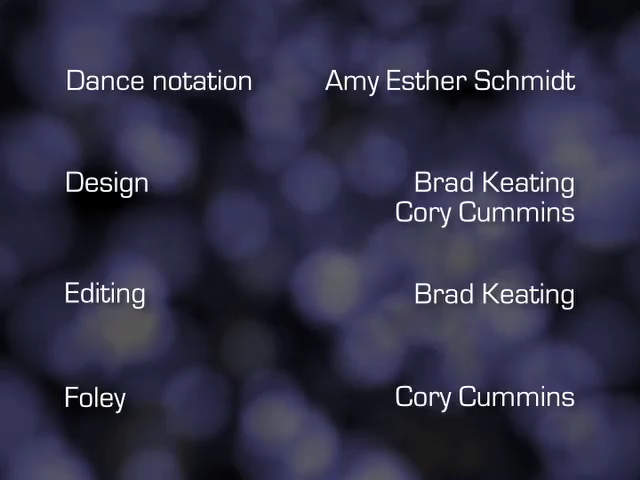 Dance notation Amy Esther Schmidt
Design Brad Keating
Cory Cummins
Editing Brad Keating
Foley Cory Cummins